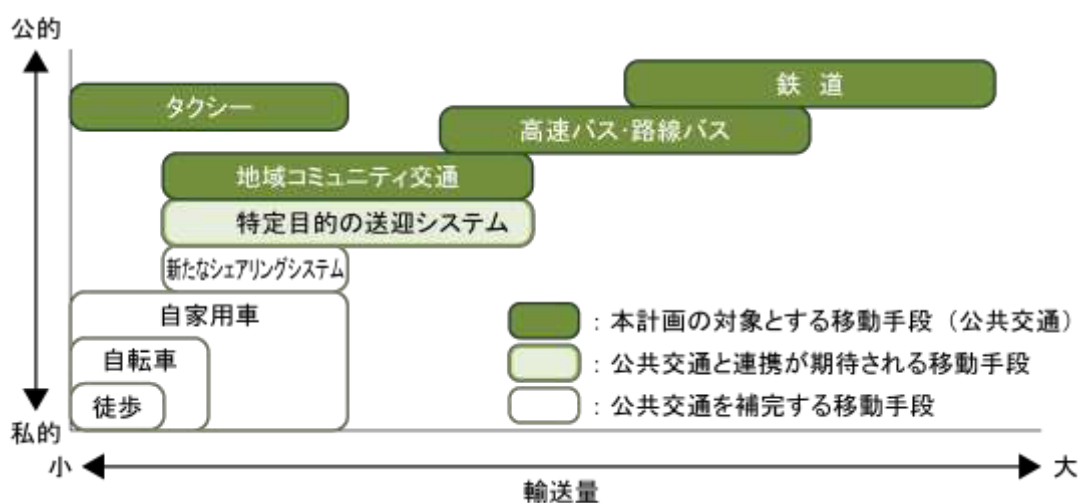 公的
鉄 道
タクシー
高速バス・路線バス
地域コミュニティ交通
特定目的の送迎システム
新たなシェアリングシステム
自家用車
自転車
徒歩
：本計画の対象とする移動手段（公共交通）
：公共交通と連携が期待される移動手段
：公共交通を補完する移動手段
私的
小
大
輸送量